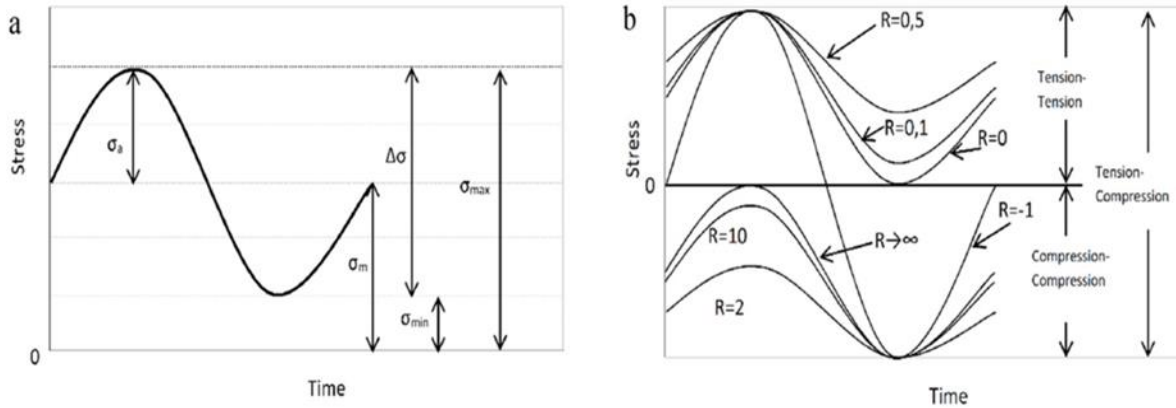 a
Stress
σa
Δσ
σmax
σm
σmin
0
Time
b
Stress
R=0,5
R=0,1
R=0
Tension-
Tension
0
Tension-
Compression
R=-1
R→∞
R=10
R=2
Compression-
Compression
Time